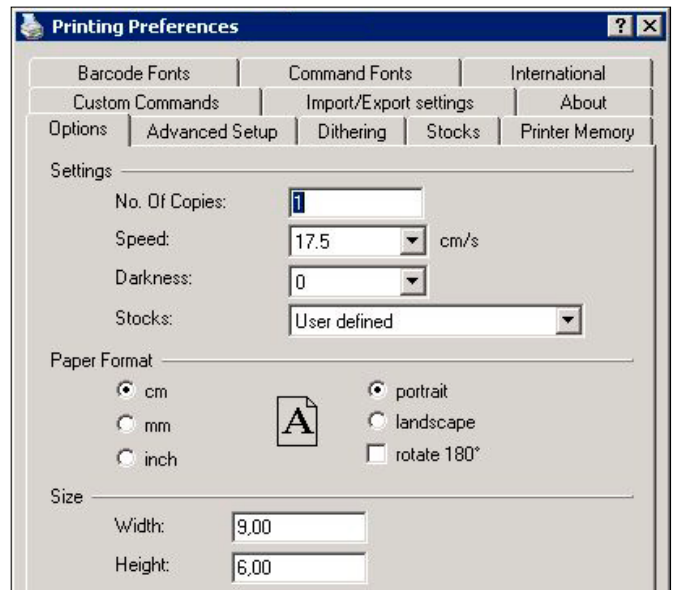 Printing Preferences
Barcode Fonts Command Fonts International
Custom Commands Import/Export settings About
Options Advanced Setup Dithering Stocks Printer Memory
Settings
No. Of Copies: 1
Speed: 17.5 cm/s
Darkness: 0
Stocks: User defined
Paper Format
cm portrait
A
mm landscape
inch rotate 180°
Size
Width: 9,00
Height: 6,00